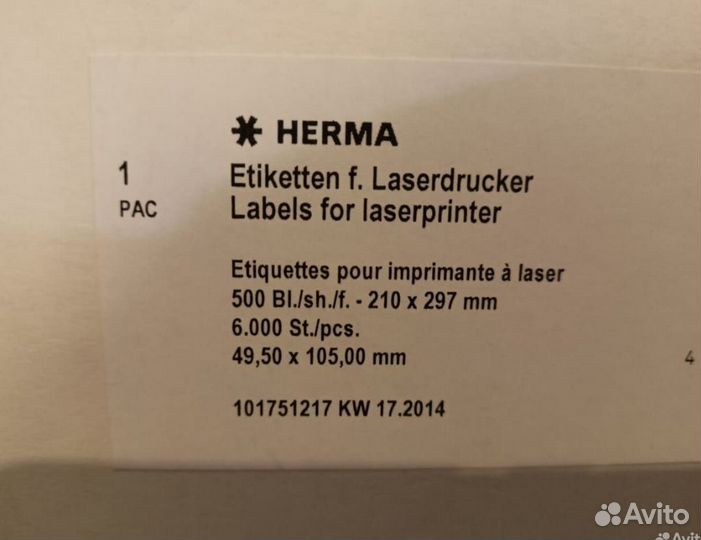 HERMA
1
PAC
Etiketten f. Laserdrucker
Labels for laserprinter
Etiquettes pour imprimante à laser
500 Bl./sh./f. - 210 x 297 mm
6.000 St./pcs.
49,50 x 105,00 mm
4
101751217 KW 17.2014
Avito
Avito